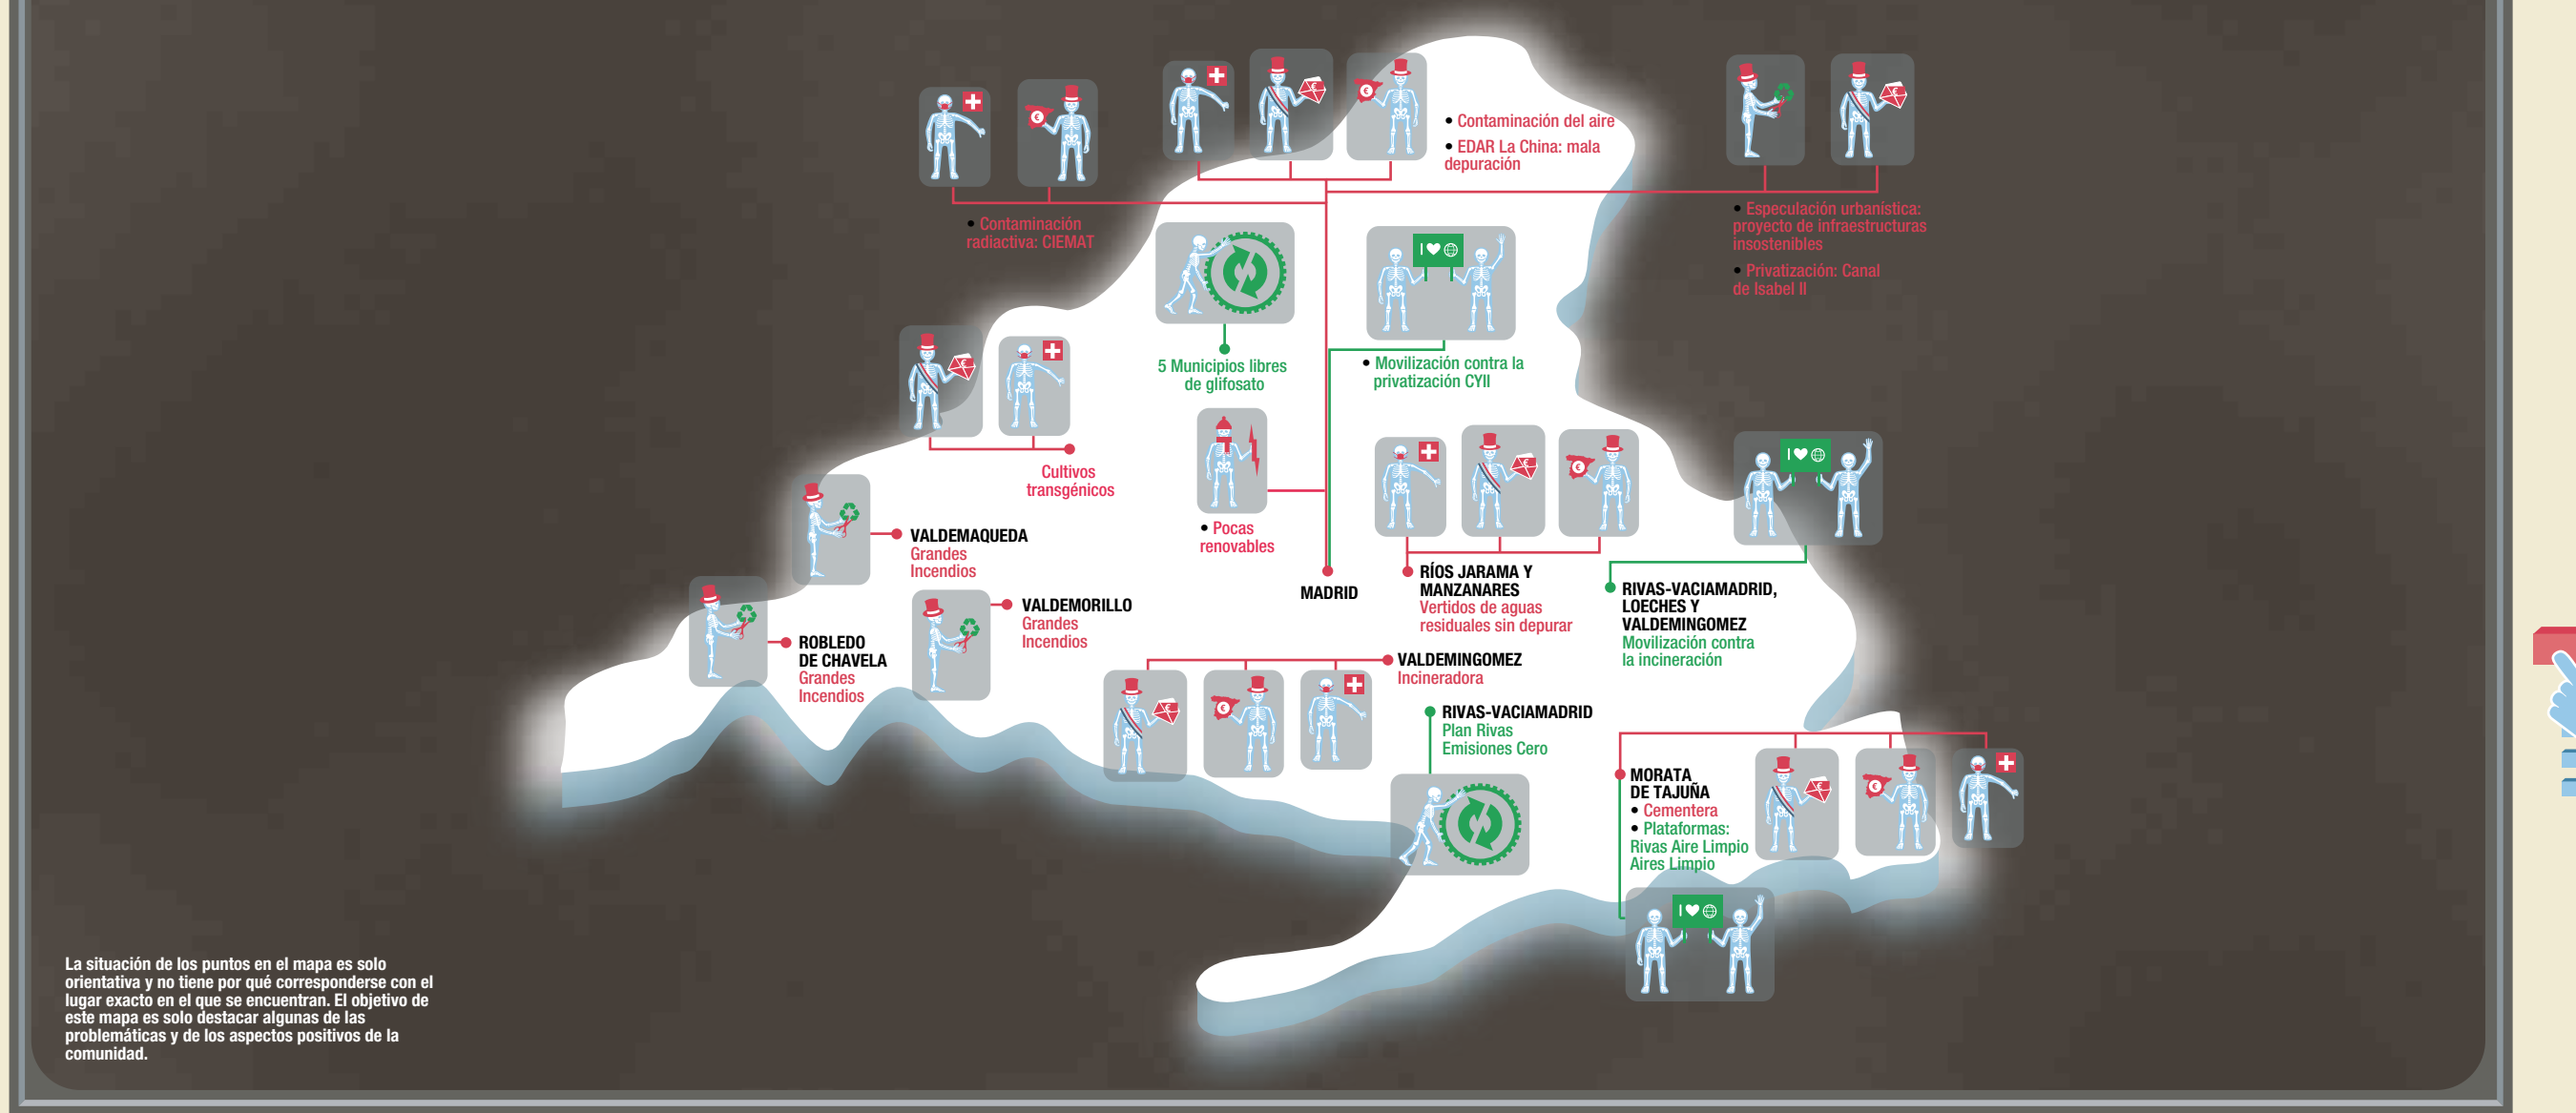 • Contaminación del aire
• EDAR La China: mala
depuración
• Contaminación
radiactiva: CIEMAT
• Especulación urbanística:
proyecto de infraestructuras
insostenibles
• Privatización: Canal
de Isabel II
I
5 Municipios libres
de glifosato
• Movilización contra la
privatización CYII
Cultivos
transgénicos
• Pocas
renovables
I
VALDEMAQUEDA
Grandes
Incendios
MADRID
RÍOS JARAMA Y
MANZANARES
Vertidos de aguas
residuales sin depurar
RIVAS-VACIAMADRID,
LOECHES Y
VALDEMINGOMEZ
Movilización contra
la incineración
VALDEMORILLO
Grandes
Incendios
ROBLEDO
DE CHAVELA
Grandes
Incendios
VALDEMINGOMEZ
Incineradora
RIVAS-VACIAMADRID
Plan Rivas
Emisiones Cero
MORATA
DE TAJUÑA
• Cementera
• Plataformas:
Rivas Aire Limpio
Aires Limpio
I
La situación de los puntos en el mapa es solo
orientativa y no tiene por qué corresponderse con el
lugar exacto en el que se encuentran. El objetivo de
este mapa es solo destacar algunas de las
problemáticas y de los aspectos positivos de la
comunidad.